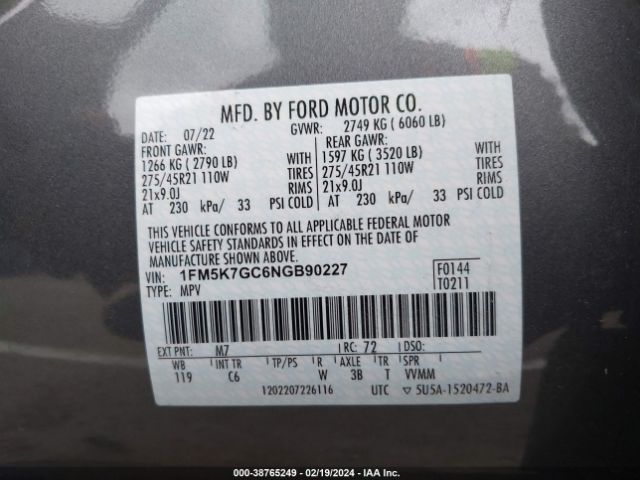 MFD. BY FORD MOTOR CO.
DATE: 07/22 GVWR: 2749 KG ( 6060 LB)
FRONT GAWR: REAR GAWR:
1266 KG ( 2790 LB) WITH 1597 KG ( 3520 LB) WITH
275/45R21 110W TIRES 275/45R21 110W TIRES
21x9.0J RIMS 21x9.0J RIMS
AT 230 kPa/ 33 PSI COLD AT 230 kPa/ 33 PSI COLD
THIS VEHICLE CONFORMS TO ALL APPLICABLE FEDERAL MOTOR
VEHICLE SAFETY STANDARDS IN EFFECT ON THE DATE OF
MANUFACTURE SHOWN ABOVE.
VIN: 1FM5K7GC6NGB90227 F0144
TYPE: MPV T0211
EXT PNT: M7 RC: 72 DSO:
WB INT TR TP/PS R AXLE TR SPR
119 C6 W 3B T VVMM
1202207226116 UTC ▽ 5U5A-1520472-BA
000-38765249 - 02/19/2024 - IAA Inc.